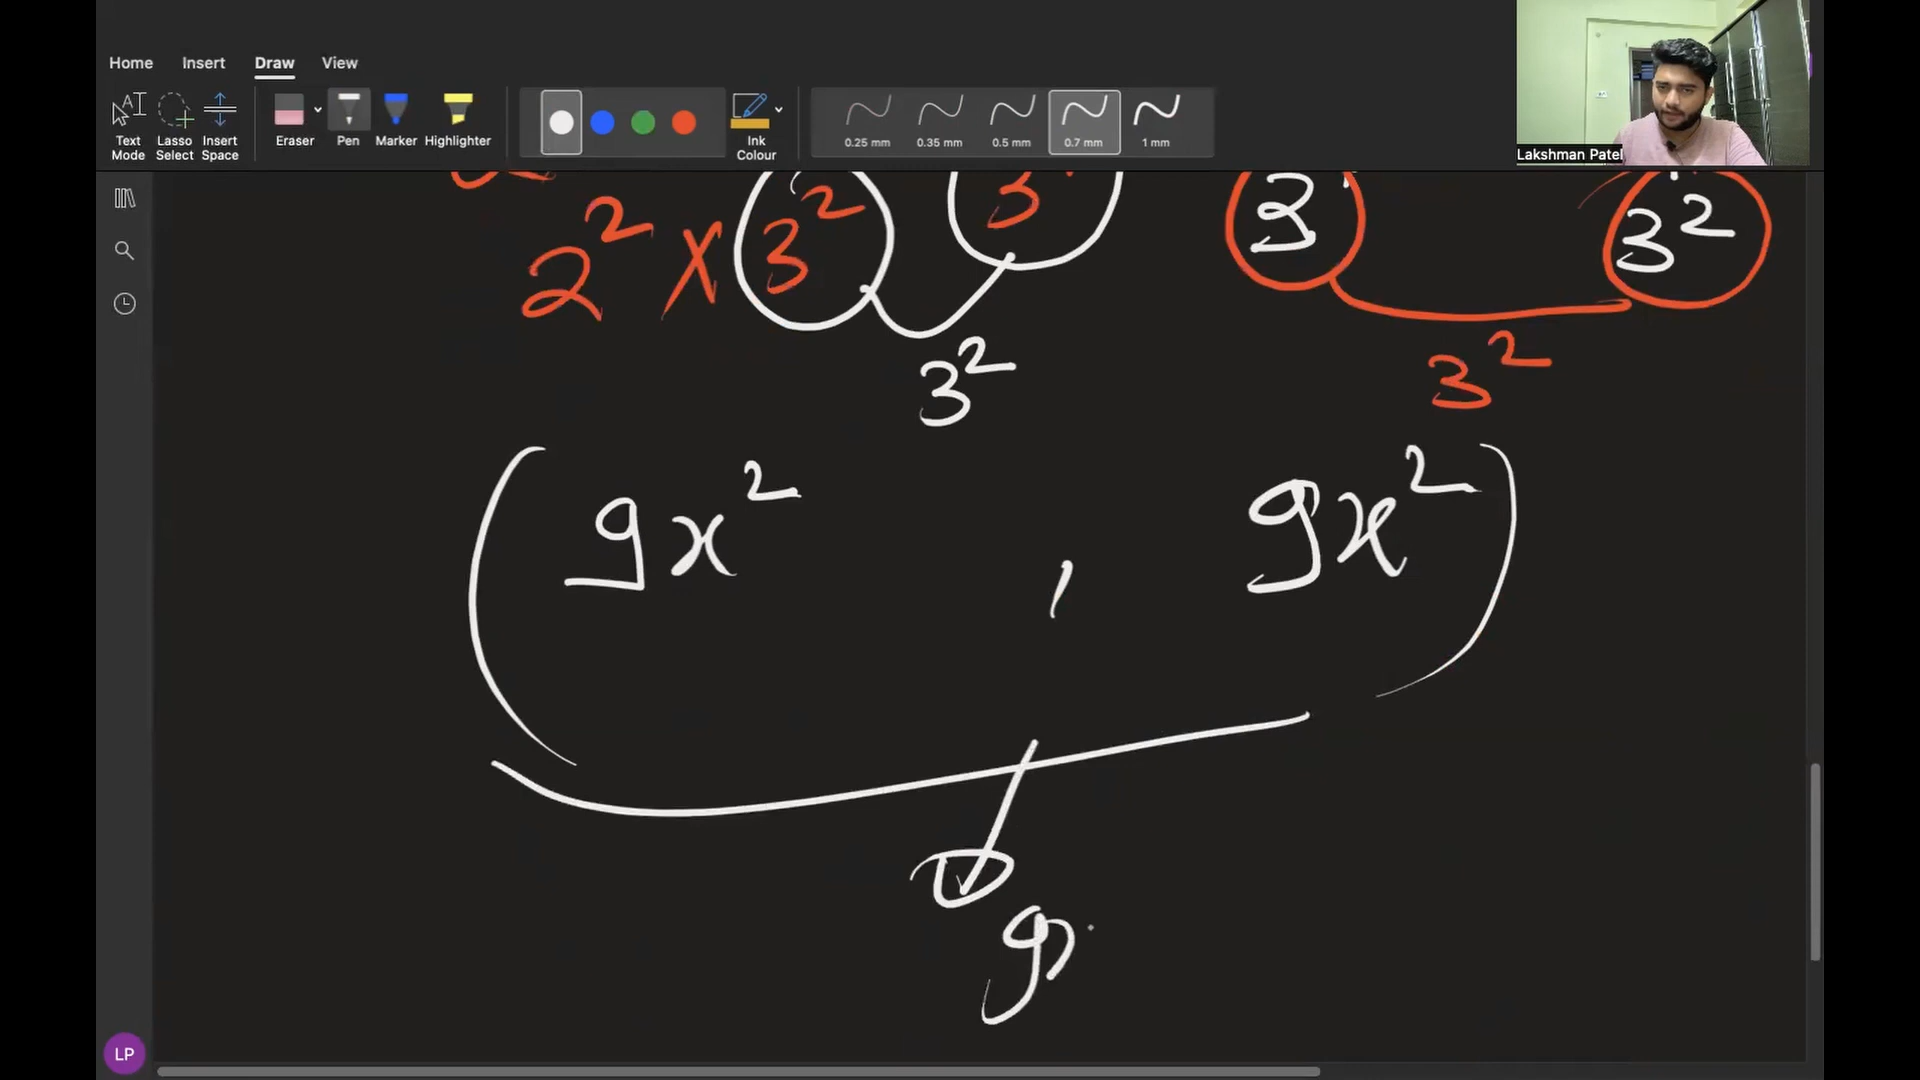 Home Insert Draw View
Text Mode Lasso Select Insert Space Eraser Pen Marker Highlighter Ink Colour 0.25 mm 0.35 mm 0.5 mm 0.7 mm 1 mm
Lakshman Patel
2² × 3² 3 3 3²
3² 3²
(9x² , 9x²)
9
LP